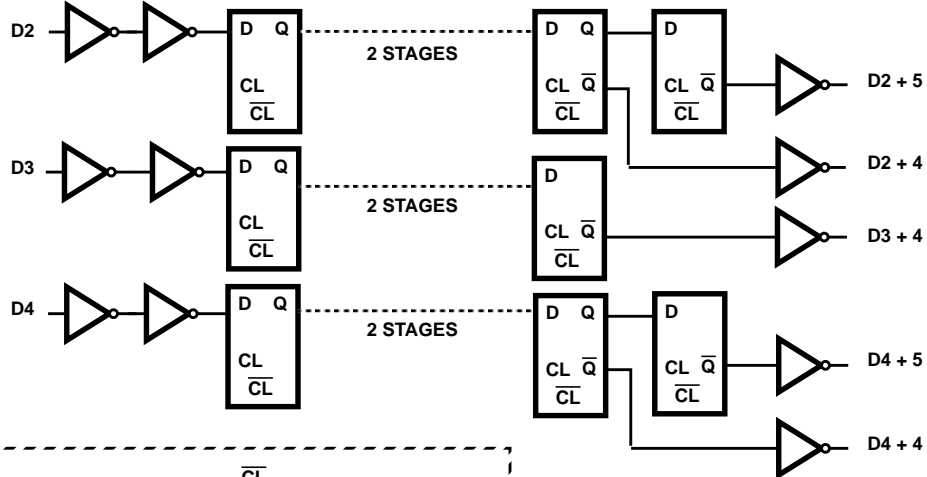 D2
D Q
CL
CL
2 STAGES
D Q
CL Q
CL
D
CL Q
CL
D2 + 5
D2 + 4
D3
D Q
CL
CL
2 STAGES
D
CL Q
CL
D3 + 4
D4
D Q
CL
CL
2 STAGES
D Q
CL Q
CL
D
CL Q
CL
D4 + 5
D4 + 4
CL